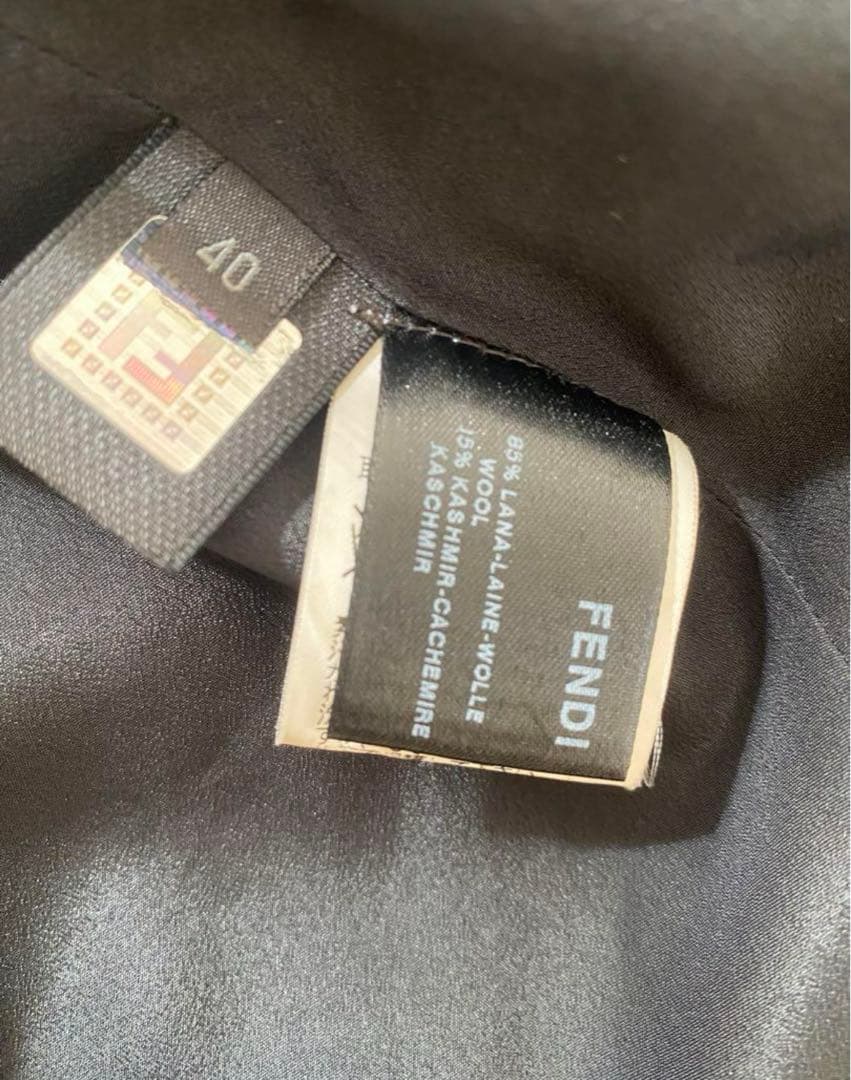 40
FENDI
85% LANA-LAINE-WOLLE
WOOL
15% KASHMIR-CACHEMIRE
KASCHMIR